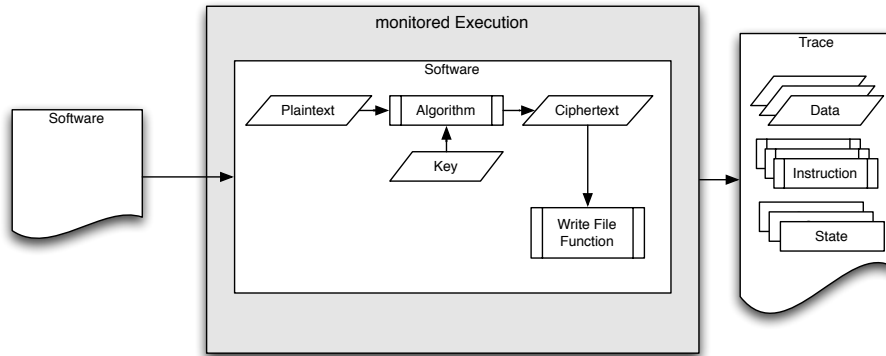 monitored Execution
Software
Software
Plaintext
Algorithm
Ciphertext
Key
Write File
Function
Trace
Data
Instruction
State